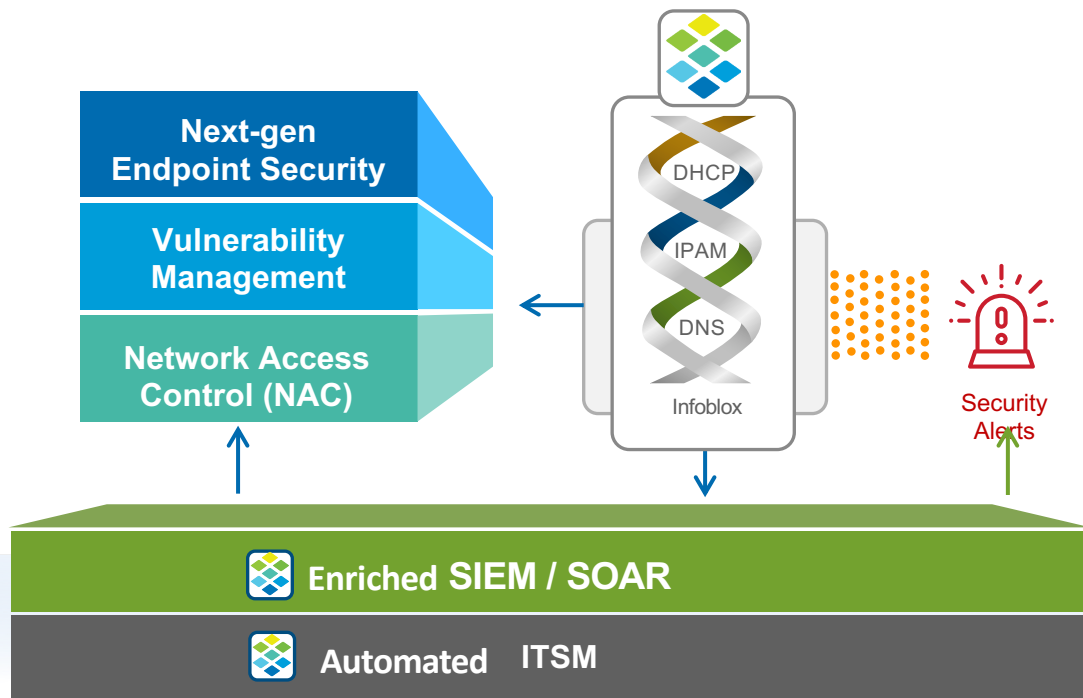 Next-gen
Endpoint Security
Vulnerability
Management
Network Access
Control (NAC)
DHCP
IPAM
DNS
Infoblox
Security
Alerts
Enriched SIEM / SOAR
Automated ITSM